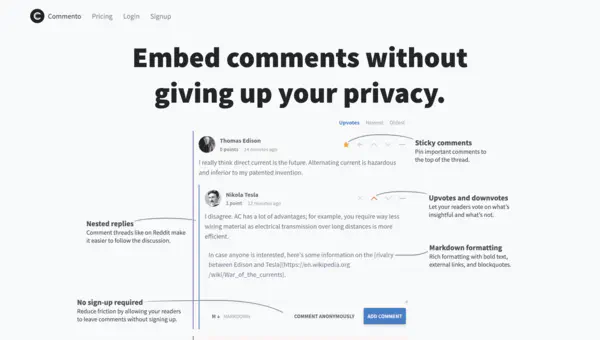 Commento Pricing Login Signup
Embed comments without
giving up your privacy.
Upvotes Newest Oldest
Thomas Edison
0 points 14 minutes ago
I really think direct current is the future. Alternating current is hazardous
and inferior to my patented invention.
Sticky comments
Pin important comments to
the top of the thread.
Nikola Tesla
1 point 12 minutes ago
I disagree. AC has a lot of advantages; for example, you require way less
wiring material as electrical transmission over long distances is more
efficient.
Upvotes and downvotes
Let your readers vote on what's
insightful and what's not.
Nested replies
Comment threads like on Reddit make
it easier to follow the discussion.
In case anyone is interested, here's some information on the [rivalry
between Edison and Tesla](https://en.wikipedia.org
/wiki/War_of_the_currents).
Markdown formatting
Rich formatting with bold text,
external links, and blockquotes.
No sign-up required
Reduce friction by allowing your readers
to leave comments without signing up.
M ↓ MARKDOWN
COMMENT ANONYMOUSLY
ADD COMMENT